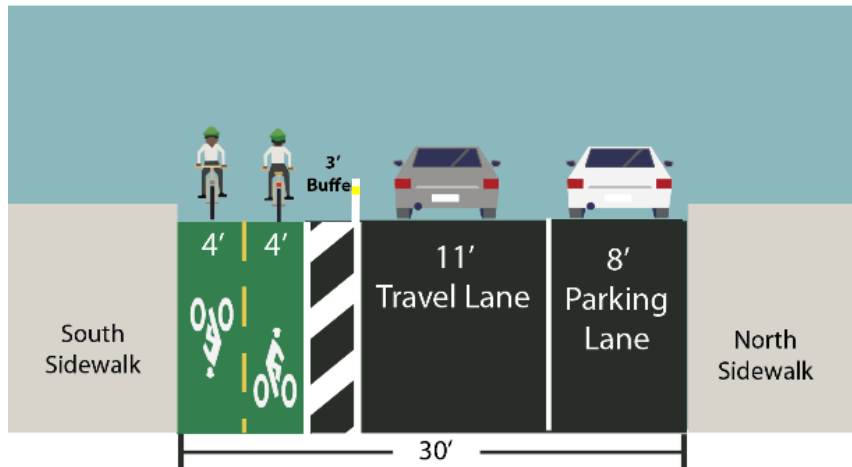 3’
Buffe
4’
4’
11’
Travel Lane
8’
Parking
Lane
South
Sidewalk
North
Sidewalk
30’